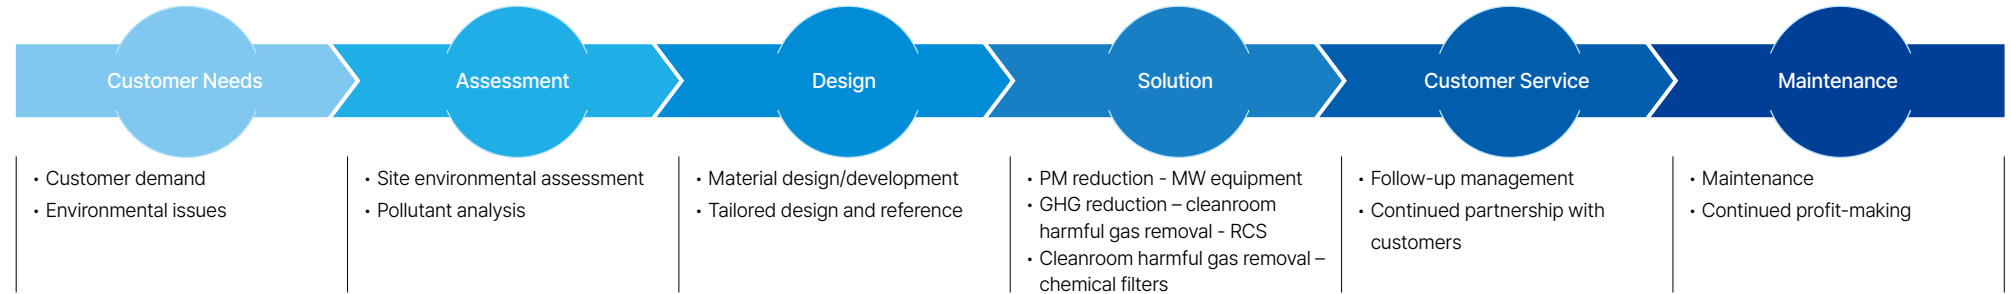 Customer Needs
Assessment
Design
Solution
Customer Service
Maintenance
• Customer demand
• Environmental issues
• Site environmental assessment
• Pollutant analysis
• Material design/development
• Tailored design and reference
• PM reduction - MW equipment
• GHG reduction – cleanroom
harmful gas removal - RCS
• Cleanroom harmful gas removal –
chemical filters
• Follow-up management
• Continued partnership with
customers
• Maintenance
• Continued profit-making